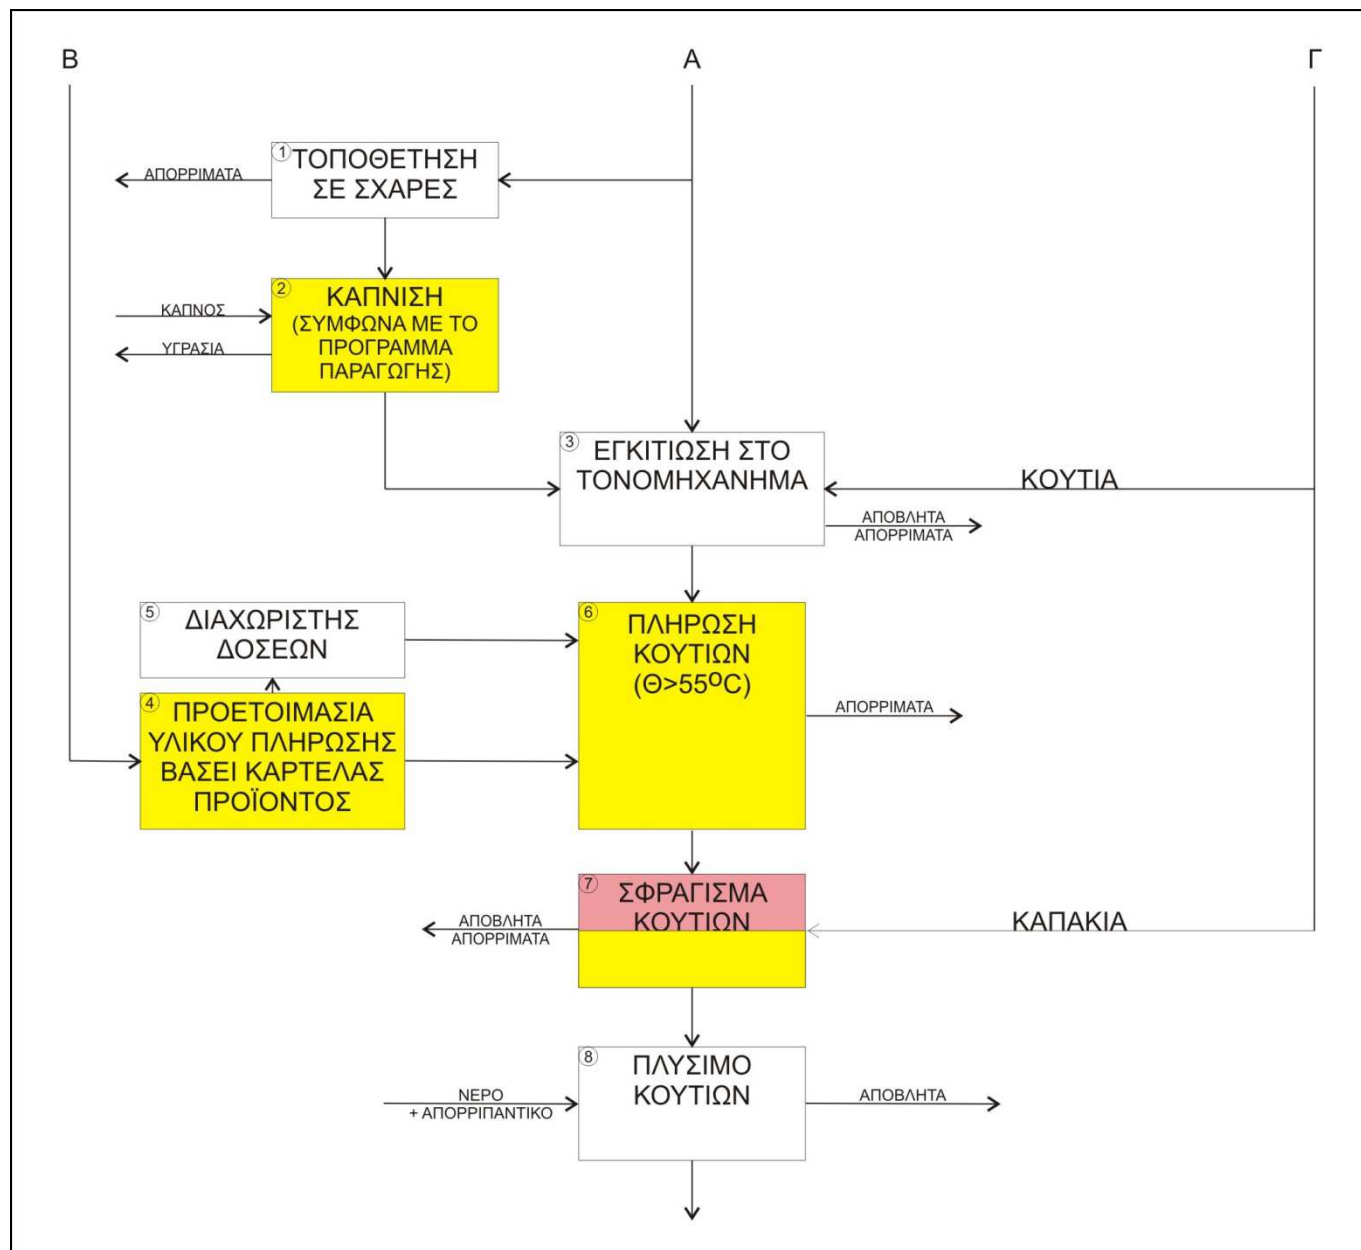 Β
Α
Γ
1
ΤΟΠΟΘΕΤΗΣΗ
ΣΕ ΣΧΑΡΕΣ
ΑΠΟΡΡΙΜΑΤΑ
2
ΚΑΠΝΙΣΗ
(ΣΥΜΦΩΝΑ ΜΕ ΤΟ
ΠΡΟΓΡΑΜΜΑ
ΠΑΡΑΓΩΓΗΣ)
ΚΑΠΝΟΣ
ΥΓΡΑΣΙΑ
3
ΕΓΚΙΤΙΩΣΗ ΣΤΟ
ΤΟΝΟΜΗΧΑΝΗΜΑ
ΚΟΥΤΙΑ
ΑΠΟΒΛΗΤΑ
ΑΠΟΡΡΙΜΑΤΑ
5
ΔΙΑΧΩΡΙΣΤΗΣ
ΔΟΣΕΩΝ
6
ΠΛΗΡΩΣΗ
ΚΟΥΤΙΩΝ
(Θ>55ºC)
4
ΠΡΟΕΤΟΙΜΑΣΙΑ
ΥΛΙΚΟΥ ΠΛΗΡΩΣΗΣ
ΒΑΣΕΙ ΚΑΡΤΕΛΑΣ
ΠΡΟΪΟΝΤΟΣ
ΑΠΟΡΡΙΜΑΤΑ
7
ΣΦΡΑΓΙΣΜΑ
ΚΟΥΤΙΩΝ
ΑΠΟΒΛΗΤΑ
ΑΠΟΡΡΙΜΑΤΑ
ΚΑΠΑΚΙΑ
8
ΠΛΥΣΙΜΟ
ΚΟΥΤΙΩΝ
ΝΕΡΟ
+ ΑΠΟΡΡΙΠΑΝΤΙΚΟ
ΑΠΟΒΛΗΤΑ